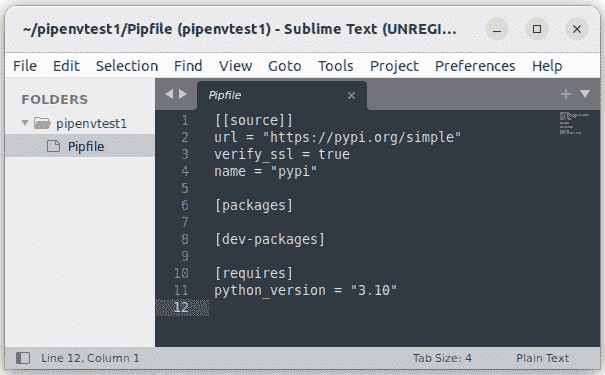 ~/pipenvtest1/Pipfile (pipenvtest1) - Sublime Text (UNREGI...
File Edit Selection Find View Goto Tools Project Preferences Help
FOLDERS
pipenvtest1
Pipfile
Pipfile
1 [[source]]
2 url = "https://pypi.org/simple"
3 verify_ssl = true
4 name = "pypi"
5
6 [packages]
7
8 [dev-packages]
9
10 [requires]
11 python_version = "3.10"
12
Line 12, Column 1 Tab Size: 4 Plain Text